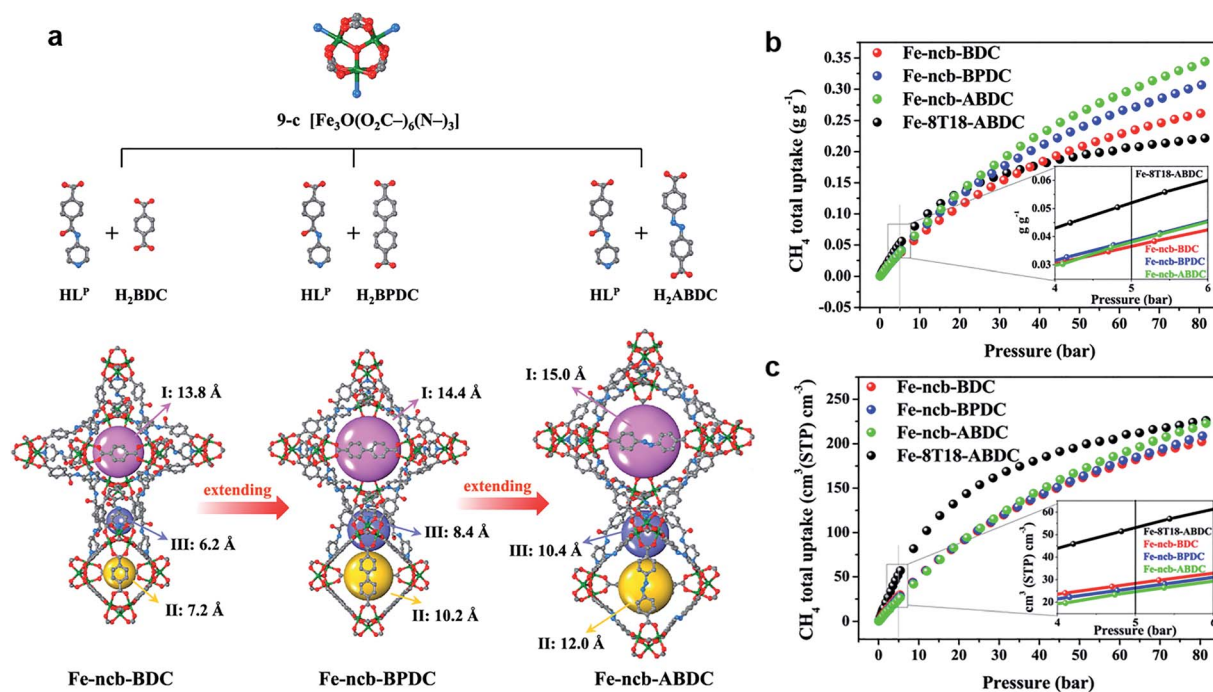 a
9-c [Fe₃O(O₂C–)₆(N–)₃]
+
+
+
HLᴾ
H₂BDC
HLᴾ
H₂BPDC
HLᴾ
H₂ABDC
I: 13.8 Å
III: 6.2 Å
II: 7.2 Å
extending
I: 14.4 Å
III: 8.4 Å
II: 10.2 Å
extending
I: 15.0 Å
III: 10.4 Å
II: 12.0 Å
Fe-ncb-BDC
Fe-ncb-BPDC
Fe-ncb-ABDC
b
CH₄ total uptake (g g⁻¹)
0.35
0.30
0.25
0.20
0.15
0.10
0.05
0.00
-0.05
Fe-ncb-BDC
Fe-ncb-BPDC
Fe-ncb-ABDC
Fe-8T18-ABDC
g g⁻¹
0.06
0.05
0.04
0.03
Fe-8T18-ABDC
Fe-ncb-BDC
Fe-ncb-BPDC
Fe-ncb-ABDC
4 5 6
Pressure (bar)
0 10 20 30 40 50 60 70 80
Pressure (bar)
c
CH₄ total uptake (cm³ (STP) cm⁻³)
250
225
200
175
150
125
100
75
50
25
0
Fe-ncb-BDC
Fe-ncb-BPDC
Fe-ncb-ABDC
Fe-8T18-ABDC
cm³ (STP) cm⁻³
60
50
40
30
20
Fe-8T18-ABDC
Fe-ncb-BDC
Fe-ncb-BPDC
Fe-ncb-ABDC
4 5 6
Pressure (bar)
0 10 20 30 40 50 60 70 80
Pressure (bar)